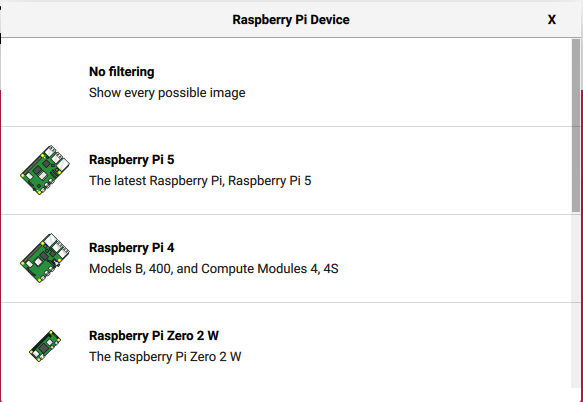 Raspberry Pi Device
X
No filtering
Show every possible image
Raspberry Pi 5
The latest Raspberry Pi, Raspberry Pi 5
Raspberry Pi 4
Models B, 400, and Compute Modules 4, 4S
Raspberry Pi Zero 2 W
The Raspberry Pi Zero 2 W